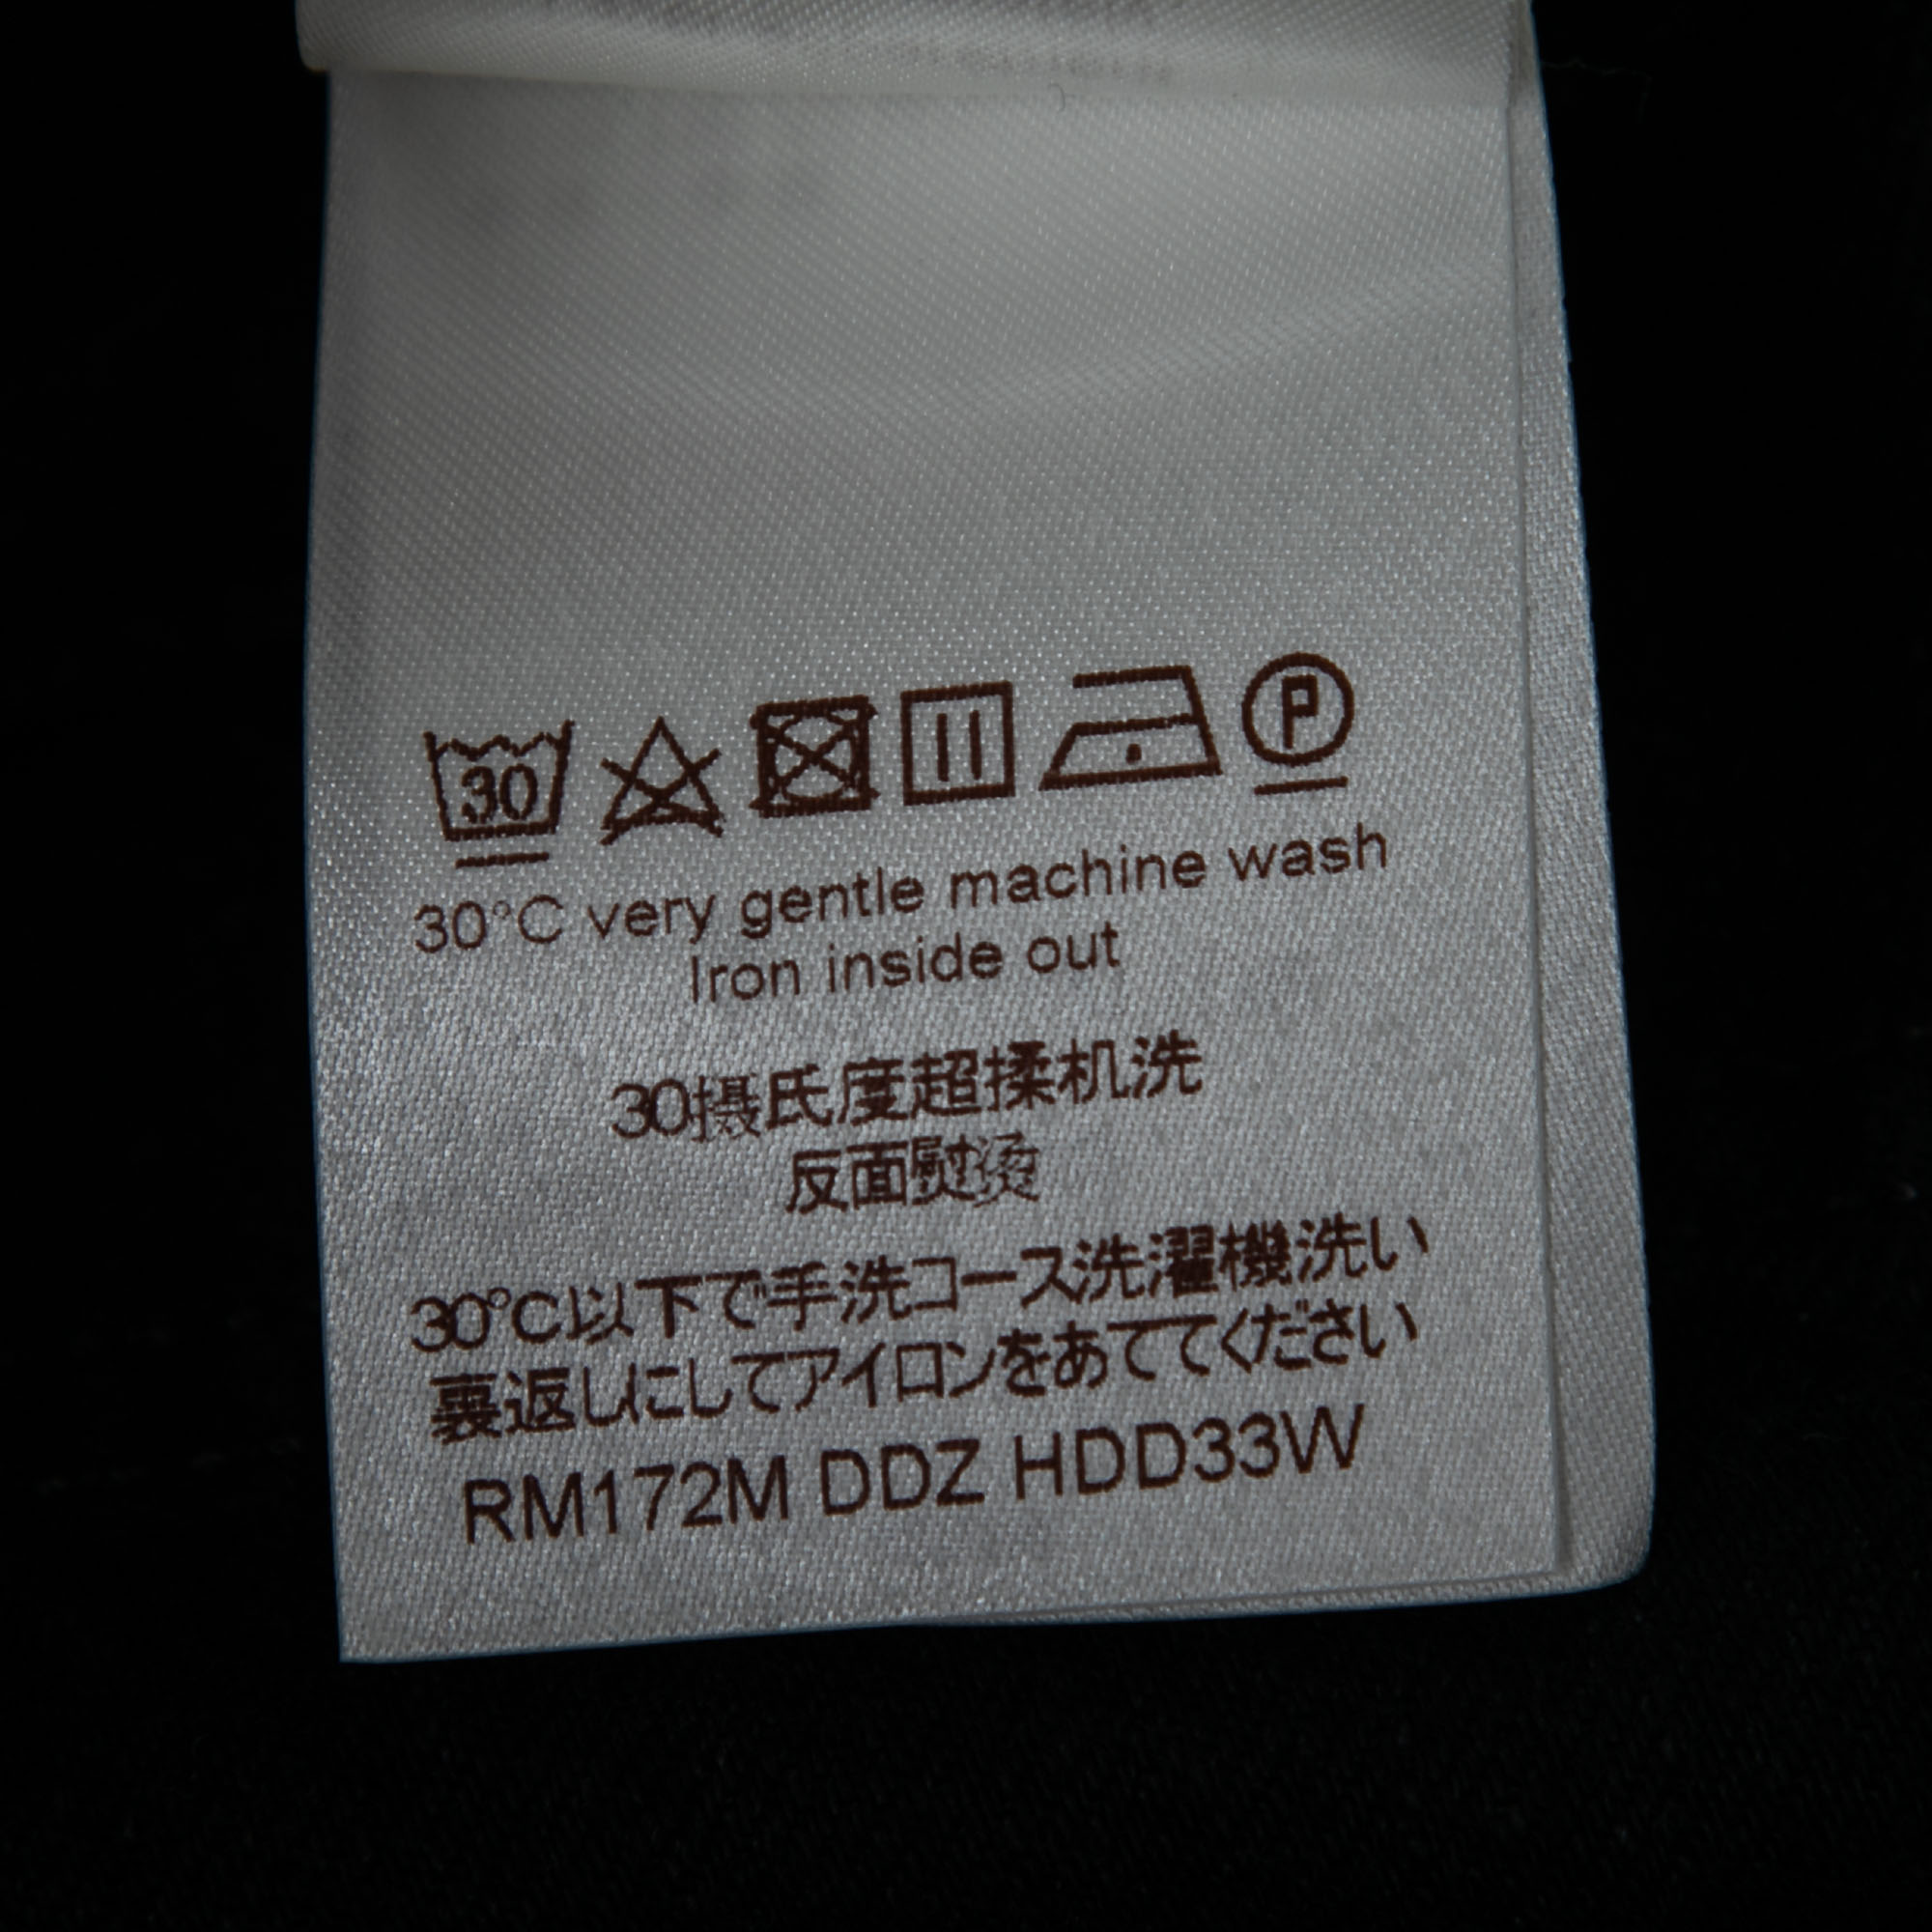 30
P
30°C very gentle machine wash
Iron inside out
30摄氏度超揉机洗
反面熨烫
30°C以下で手洗コース洗濯機洗い
裏返しにしてアイロンをあててください
RM172M DDZ HDD33W